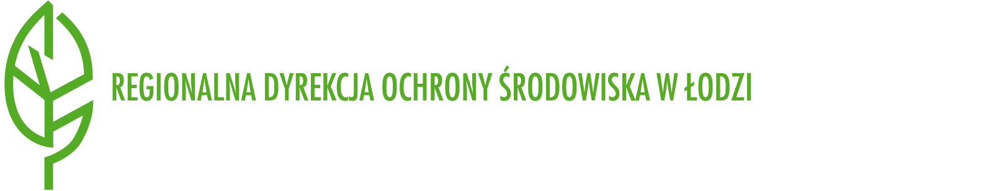 REGIONALNA DYREKCJA OCHRONY ŚRODOWISKA W ŁODZI